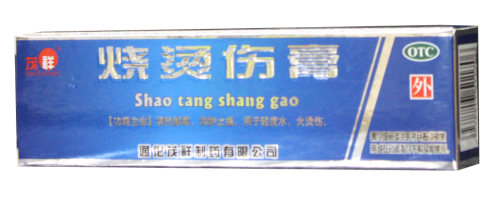 茂祥
烧烫伤膏
OTC
外
Shao tang shang gao
【功能主治】清热解毒，消肿止痛。用于轻度水、火烫伤。
通化茂祥制药有限公司